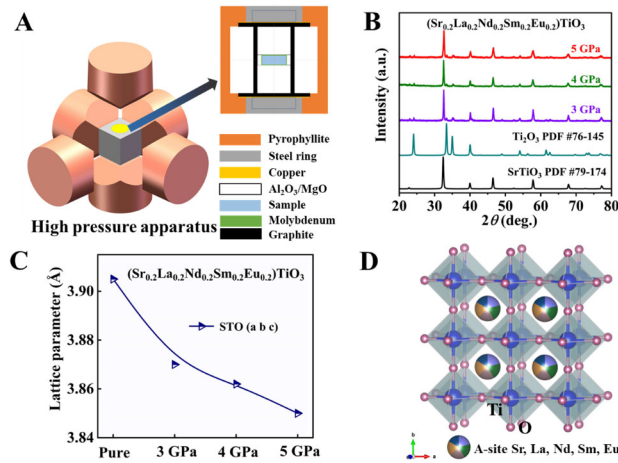 A
Pyrophyllite
Steel ring
Copper
Al₂O₃/MgO
Sample
Molybdenum
Graphite
High pressure apparatus
B
(Sr₀.₂La₀.₂Nd₀.₂Sm₀.₂Eu₀.₂)TiO₃
Intensity (a.u.)
5 GPa
4 GPa
3 GPa
Ti₂O₃ PDF #76-145
SrTiO₃ PDF #79-174
20 30 40 50 60 70 80
2θ (deg.)
C
(Sr₀.₂La₀.₂Nd₀.₂Sm₀.₂Eu₀.₂)TiO₃
Lattice parameter (Å)
STO (a b c)
3.90
3.88
3.86
3.84
Pure 3 GPa 4 GPa 5 GPa
D
Ti
O
b
a
A-site Sr, La, Nd, Sm, Eu